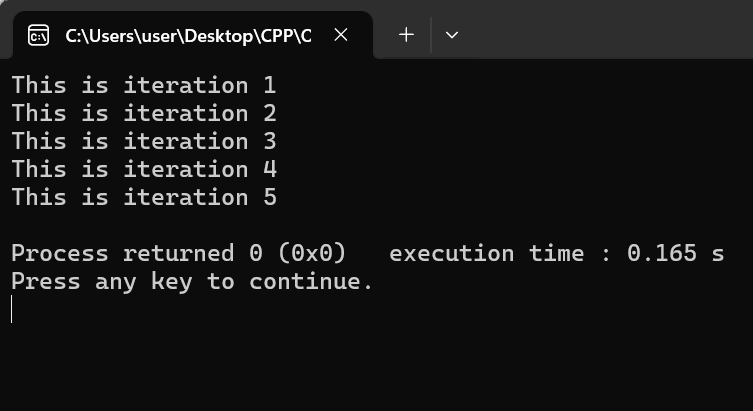 C:\Users\user\Desktop\CPP\C
This is iteration 1
This is iteration 2
This is iteration 3
This is iteration 4
This is iteration 5
Process returned 0 (0x0)   execution time : 0.165 s
Press any key to continue.